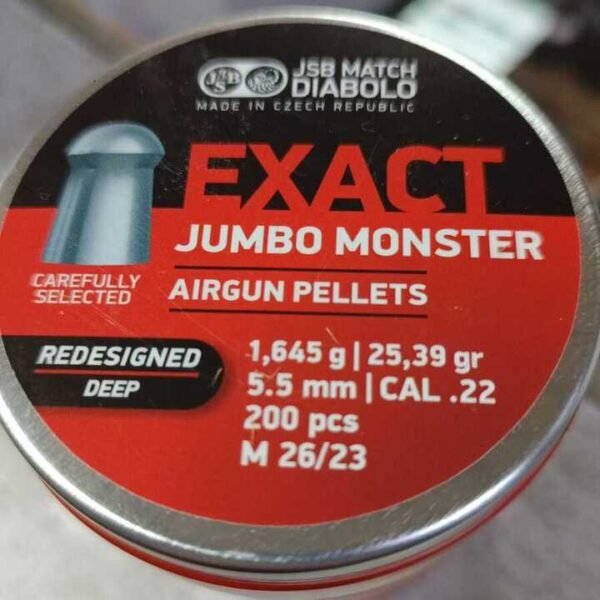 JSB
JSB MATCH
DIABOLO
MADE IN CZECH REPUBLIC
EXACT
JUMBO MONSTER
AIRGUN PELLETS
CAREFULLY
SELECTED
REDESIGNED
DEEP
1,645 g | 25,39 gr
5.5 mm | CAL .22
200 pcs
M 26/23